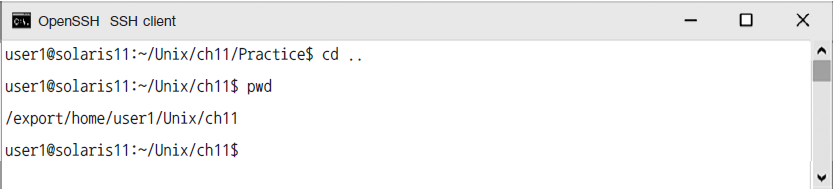 OpenSSH SSH client
user1@solaris11:~/Unix/ch11/Practice$ cd ..
user1@solaris11:~/Unix/ch11$ pwd
/export/home/user1/Unix/ch11
user1@solaris11:~/Unix/ch11$